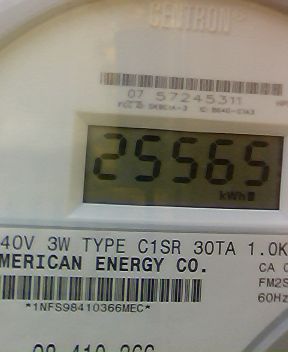 CENTRON
07 57245311
25565
kWh
40V 3W TYPE C1SR 30TA 1.0K
MERICAN ENERGY CO.
CA 0
FM2S
60Hz
*1NFS98410366MEC*